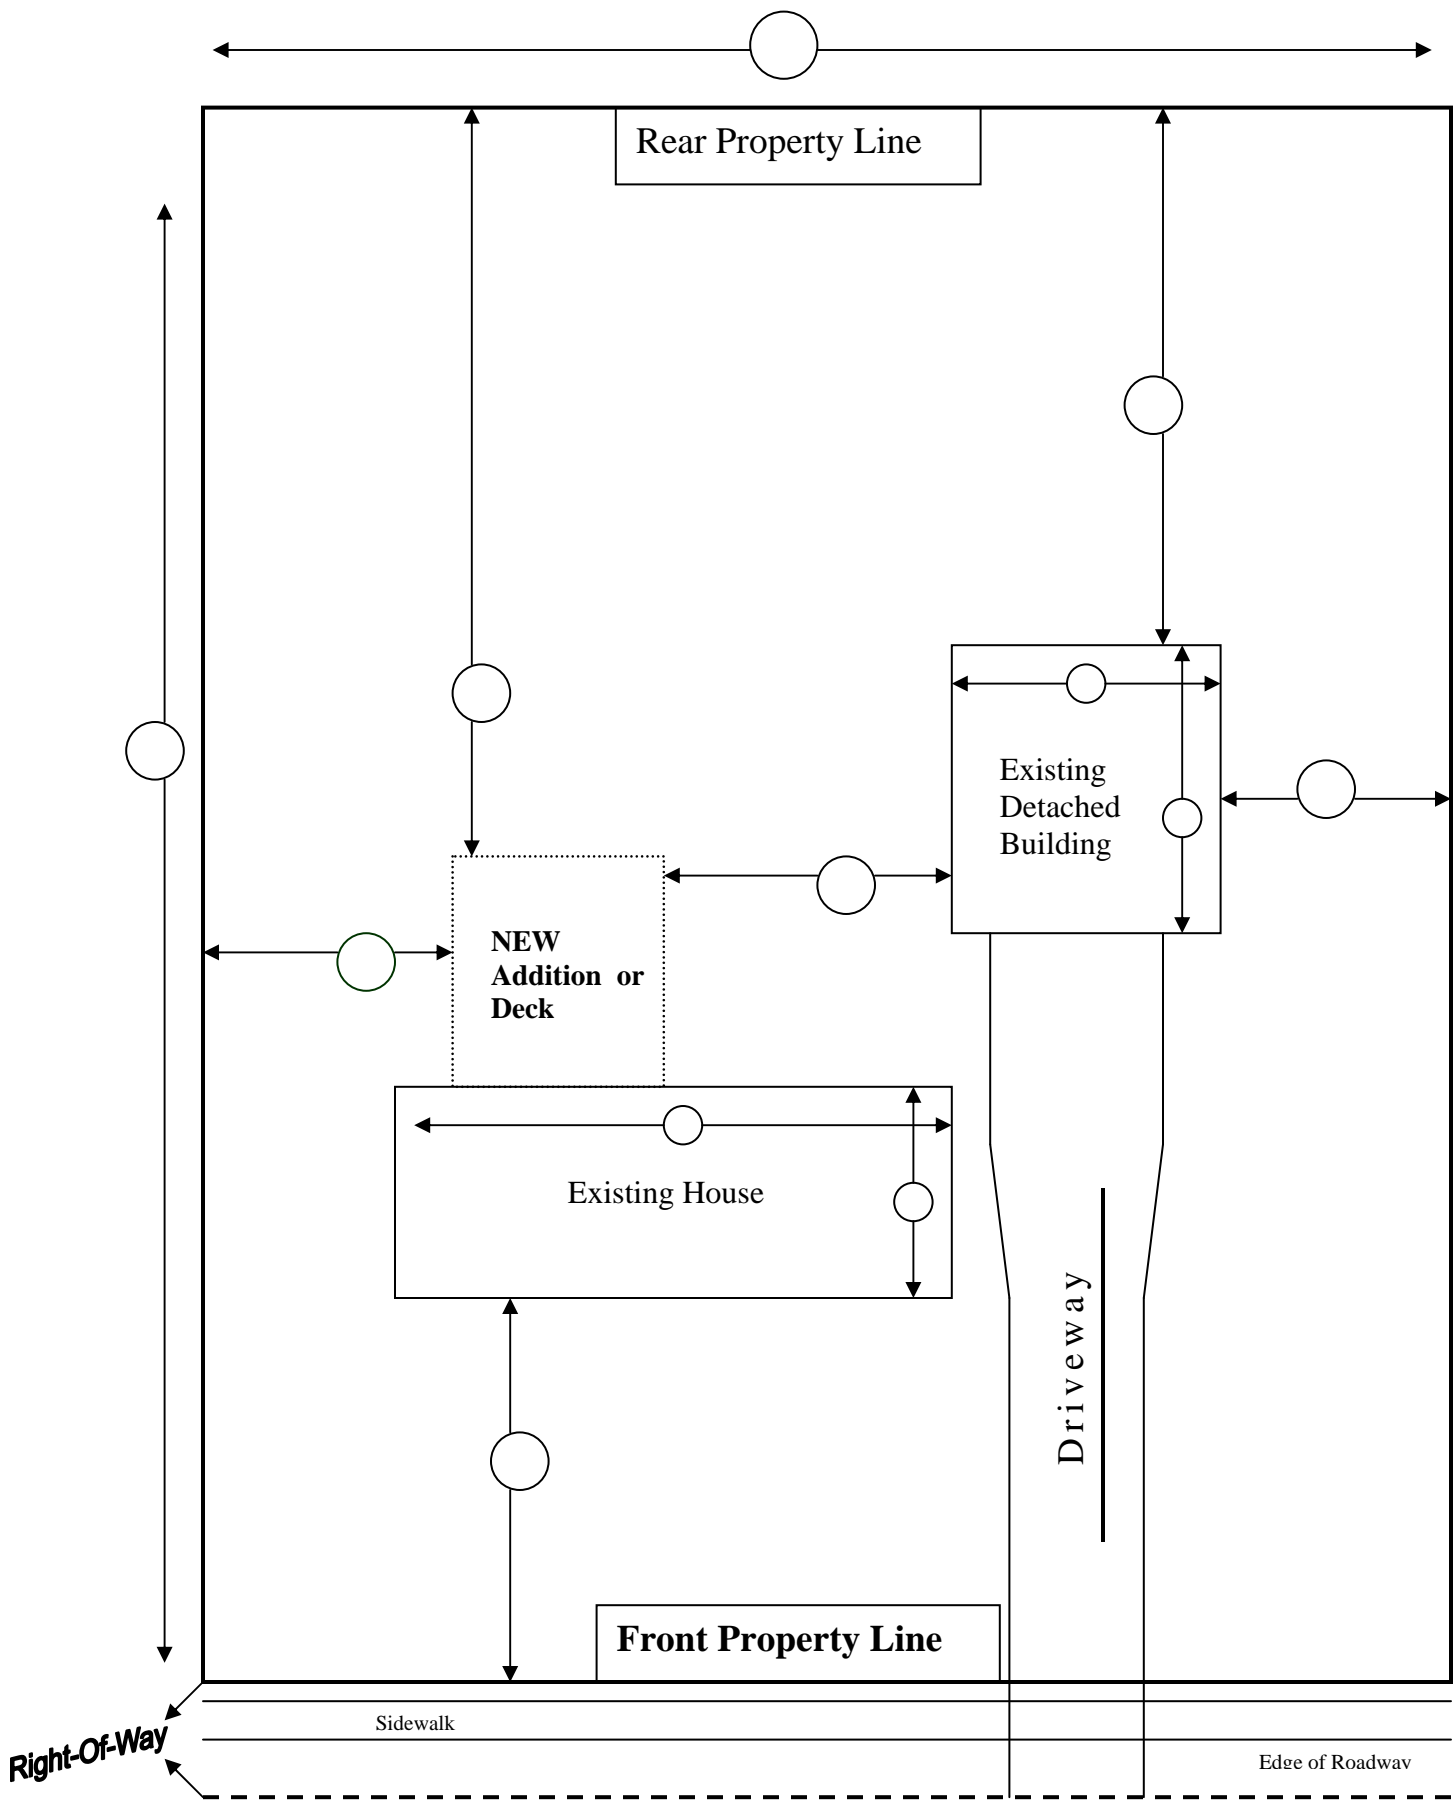 Rear Property Line
Existing
Detached
Building
NEW
Addition or
Deck
Existing House
Driveway
Front Property Line
Sidewalk
Right-Of-Way
Edge of Roadway